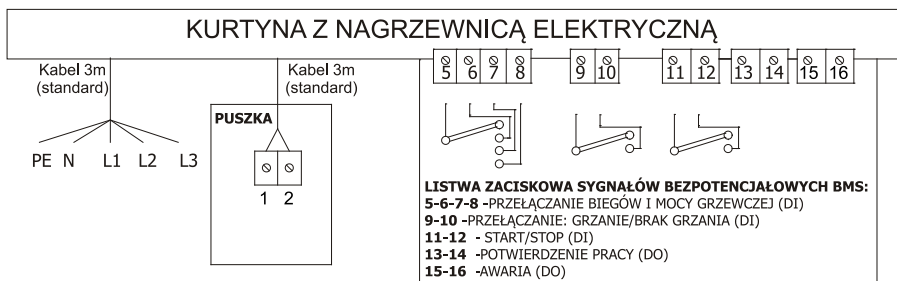 KURTYNA Z NAGRZEWNICĄ ELEKTRYCZNĄ
5 6 7 8 9 10 11 12 13 14 15 16
Kabel 3m
(standard)
Kabel 3m
(standard)
PE N L1 L2 L3
PUSZKA
1 2
LISTWA ZACISKOWA SYGNAŁÓW BEZPOTENCJAŁOWYCH BMS:
5-6-7-8 -PRZEŁĄCZANIE BIEGÓW I MOCY GRZEWCZEJ (DI)
9-10 -PRZEŁĄCZANIE: GRZANIE/BRAK GRZANIA (DI)
11-12 - START/STOP (DI)
13-14 -POTWIERDZENIE PRACY (DO)
15-16 -AWARIA (DO)